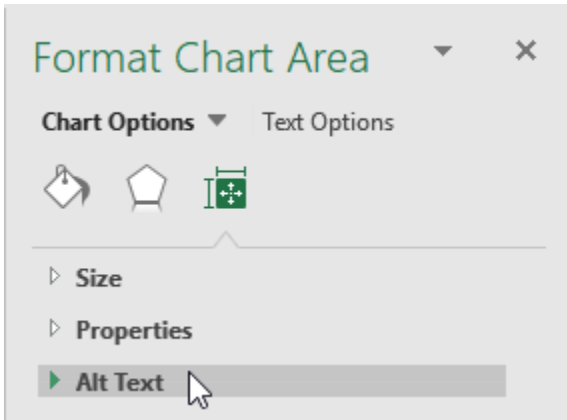 Format Chart Area
Chart Options Text Options
Size
Properties
Alt Text